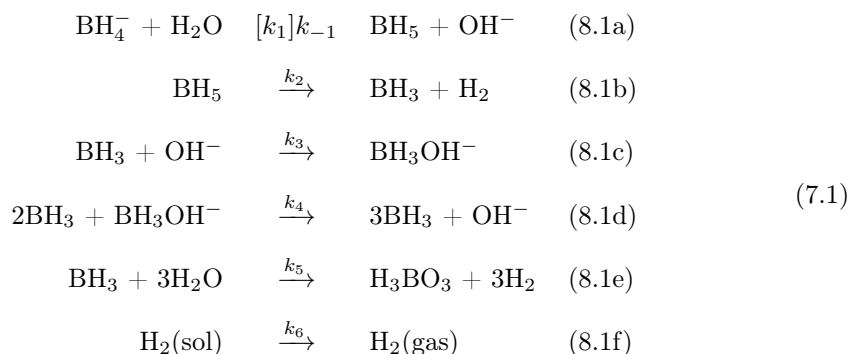 BH₄⁻ + H₂O [k₁]k₋₁ BH₅ + OH⁻ (8.1a)
BH₅ —k₂→ BH₃ + H₂ (8.1b)
BH₃ + OH⁻ —k₃→ BH₃OH⁻ (8.1c)
2BH₃ + BH₃OH⁻ —k₄→ 3BH₃ + OH⁻ (8.1d)
(7.1)
BH₃ + 3H₂O —k₅→ H₃BO₃ + 3H₂ (8.1e)
H₂(sol) —k₆→ H₂(gas) (8.1f)